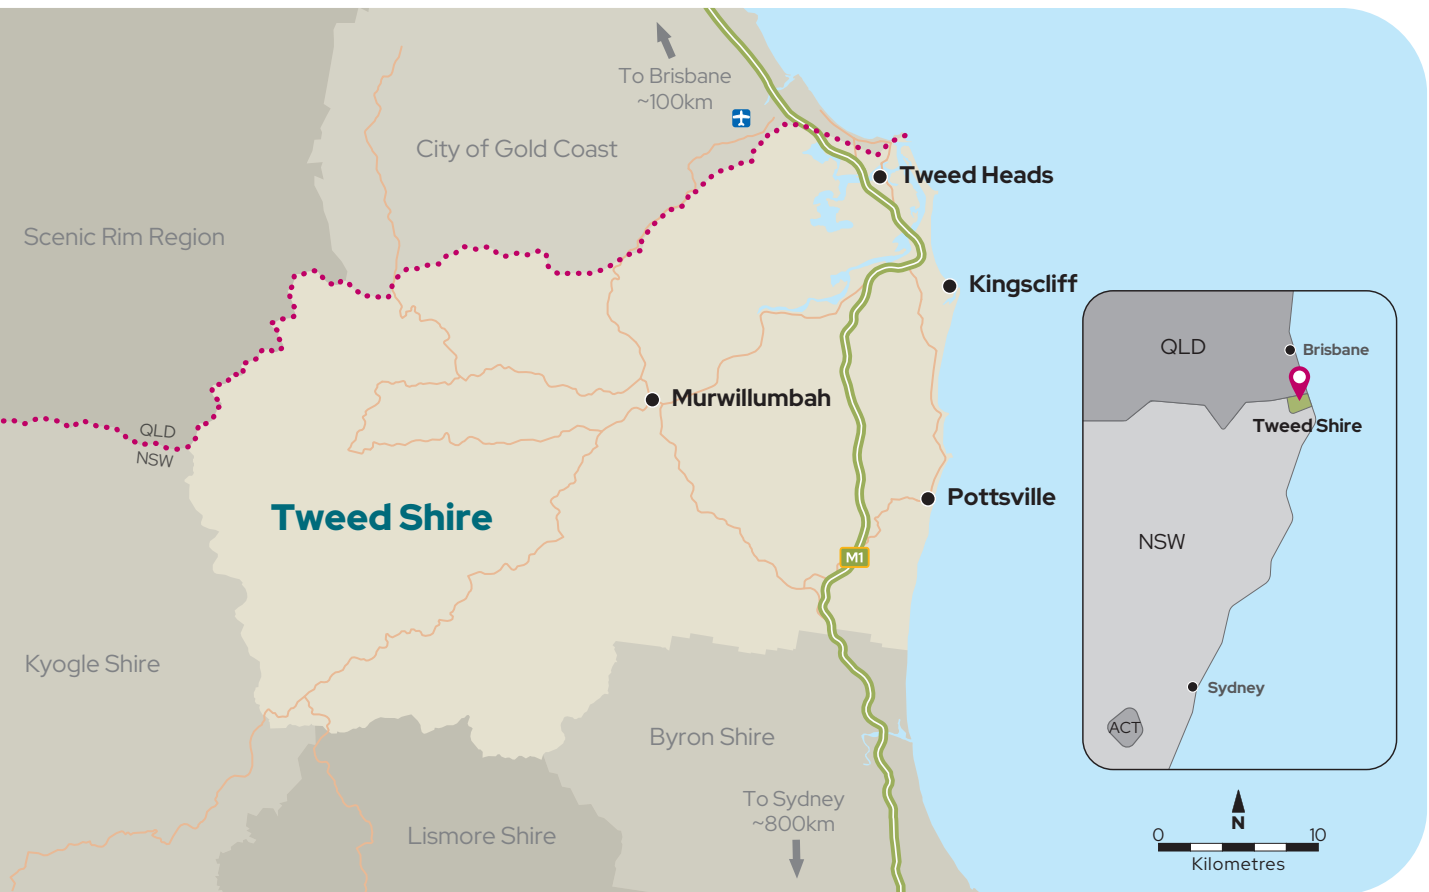 To Brisbane
~100km
City of Gold Coast
Tweed Heads
Scenic Rim Region
Kingscliff
QLD
Brisbane
Murwillumbah
Tweed Shire
QLD
NSW
Pottsville
Tweed Shire
NSW
M1
Kyogle Shire
Sydney
ACT
Byron Shire
To Sydney
~800km
Lismore Shire
N
0 10
Kilometres